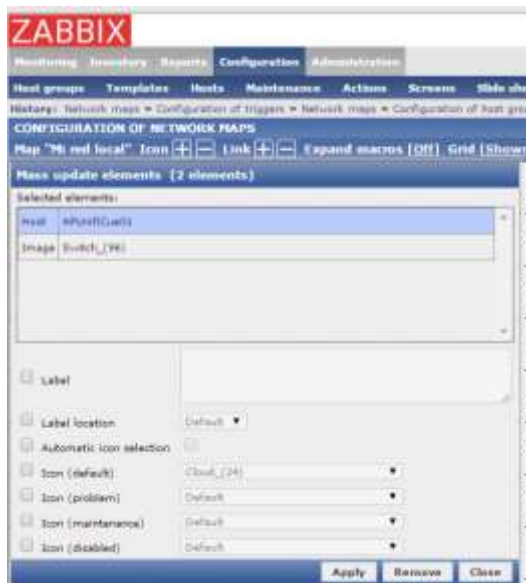 ZABBIX
Monitoring Inventory Reports Configuration Administration
Host groups Templates Hosts Maintenance Actions Screens Slide
History: Network maps » Configuration of triggers » Network maps » Configuration of host
CONFIGURATION OF NETWORK MAPS
Map "Mi red local" Icon + − Link + − Expand macros [Off] Grid [Shown
Mass update elements (2 elements)
Selected elements:
Host
Image Switch_(96)
Label
Label location Default
Automatic icon selection
Icon (default) Cloud_(24)
Icon (problem) Default
Icon (maintenance) Default
Icon (disabled) Default
Apply Remove Close